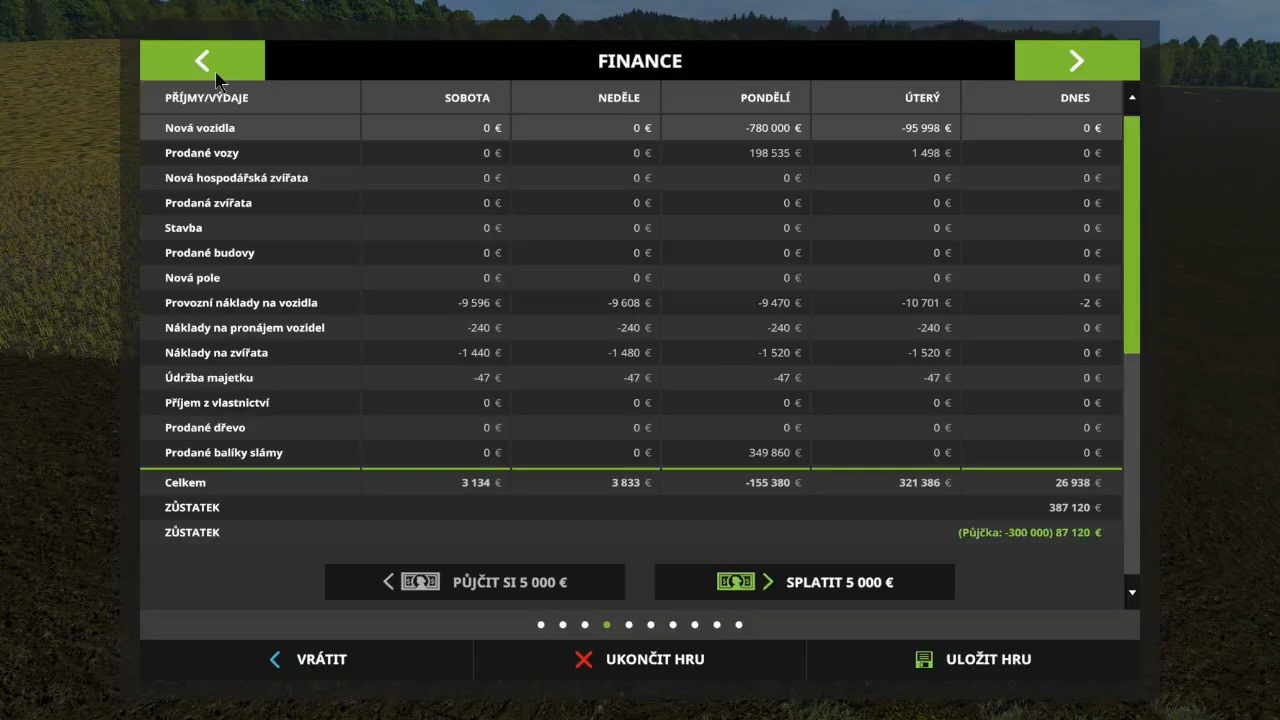 FINANCE
PŘÍJMY/VÝDAJE SOBOTA NEDĚLE PONDĚLÍ ÚTERÝ DNES
Nová vozidla 0 € 0 € -780 000 € -95 998 € 0 €
Prodané vozy 0 € 0 € 198 535 € 1 498 € 0 €
Nová hospodářská zvířata 0 € 0 € 0 € 0 € 0 €
Prodaná zvířata 0 € 0 € 0 € 0 € 0 €
Stavba 0 € 0 € 0 € 0 € 0 €
Prodané budovy 0 € 0 € 0 € 0 € 0 €
Nová pole 0 € 0 € 0 € 0 € 0 €
Provozní náklady na vozidla -9 596 € -9 608 € -9 470 € -10 701 € -2 €
Náklady na pronájem vozidel -240 € -240 € -240 € -240 € 0 €
Náklady na zvířata -1 440 € -1 480 € -1 520 € -1 520 € 0 €
Údržba majetku -47 € -47 € -47 € -47 € 0 €
Příjem z vlastnictví 0 € 0 € 0 € 0 € 0 €
Prodané dřevo 0 € 0 € 0 € 0 € 0 €
Prodané balíky slámy 0 € 0 € 349 860 € 0 € 0 €
Celkem 3 134 € 3 833 € -155 380 € 321 386 € 26 938 €
ZŮSTATEK 387 120 €
ZŮSTATEK (Půjčka: -300 000) 87 120 €
PŮJČIT SI 5 000 € SPLATIT 5 000 €
VRÁTIT UKONČIT HRU ULOŽIT HRU